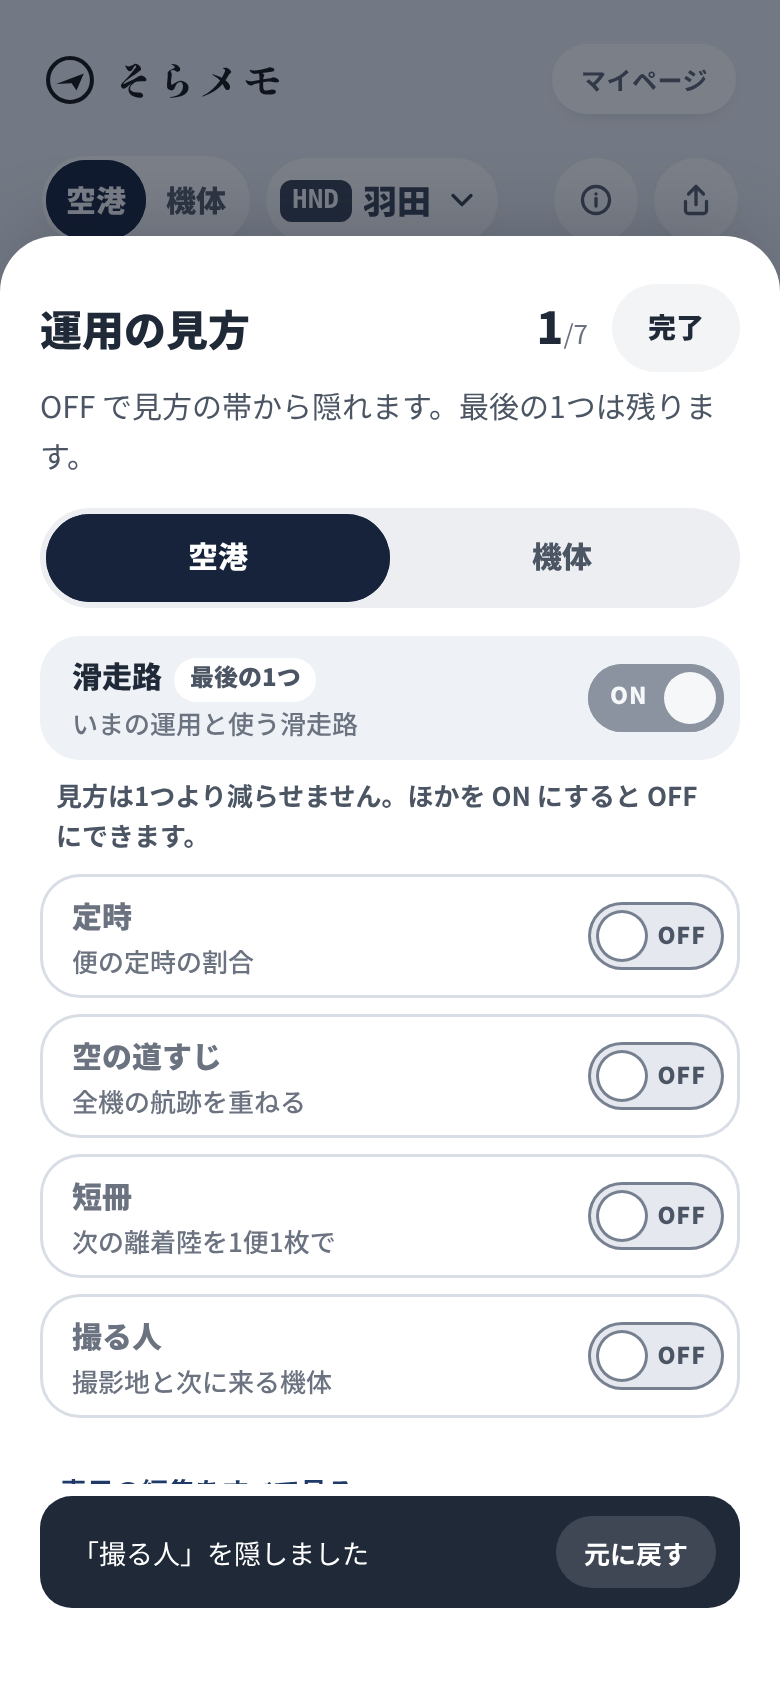 そらメモ
マイページ
空港
機体
HND 羽田
運用の見方
1/7
完了
OFF で見方の帯から隠れます。最後の1つは残りま
す。
空港
機体
滑走路
最後の1つ
ON
いまの運用と使う滑走路
見方は1つより減らせません。ほかを ON にすると OFF
にできます。
定時
OFF
便の定時の割合
空の道すじ
OFF
全機の航跡を重ねる
短冊
OFF
次の離着陸を1便1枚で
撮る人
OFF
撮影地と次に来る機体
「撮る人」を隠しました
元に戻す